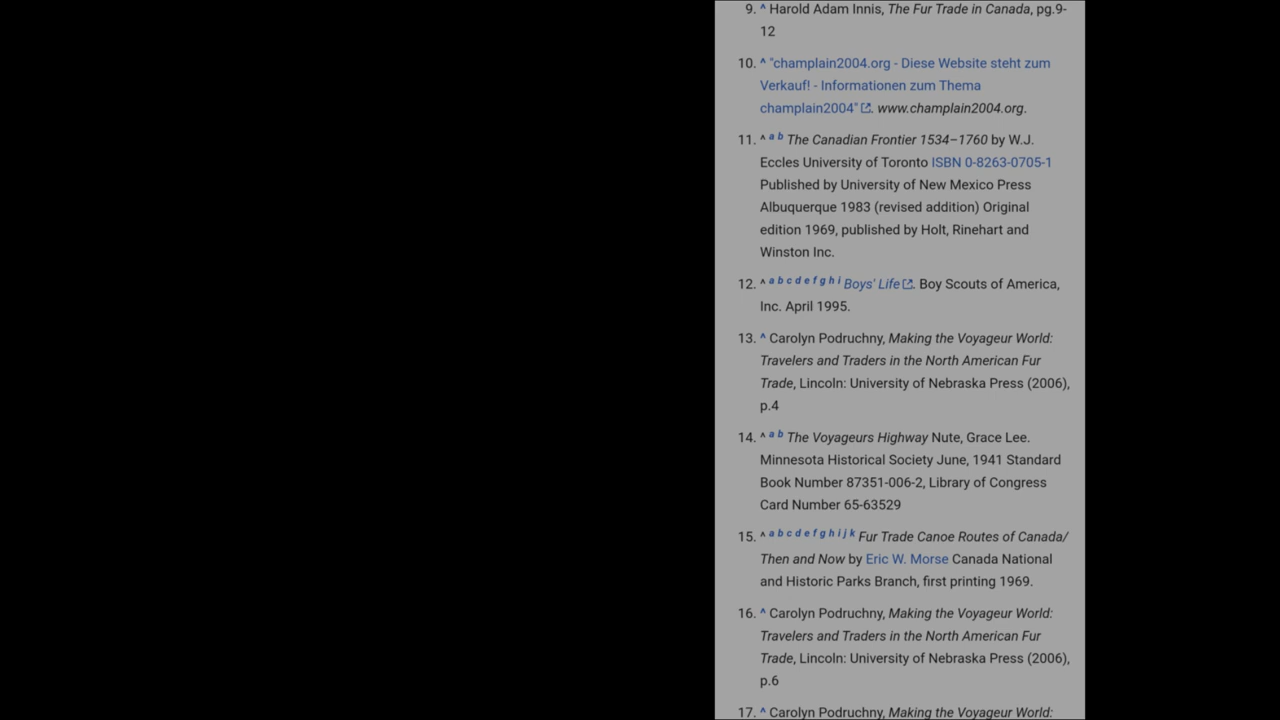 9. ^ Harold Adam Innis, The Fur Trade in Canada, pg.9-
12
10. ^ "champlain2004.org - Diese Website steht zum
Verkauf! - Informationen zum Thema
champlain2004". www.champlain2004.org.
11. ^ a b The Canadian Frontier 1534–1760 by W.J.
Eccles University of Toronto ISBN 0-8263-0705-1
Published by University of New Mexico Press
Albuquerque 1983 (revised addition) Original
edition 1969, published by Holt, Rinehart and
Winston Inc.
12. ^ a b c d e f g h i Boys' Life. Boy Scouts of America,
Inc. April 1995.
13. ^ Carolyn Podruchny, Making the Voyageur World:
Travelers and Traders in the North American Fur
Trade, Lincoln: University of Nebraska Press (2006),
p.4
14. ^ a b The Voyageurs Highway Nute, Grace Lee.
Minnesota Historical Society June, 1941 Standard
Book Number 87351-006-2, Library of Congress
Card Number 65-63529
15. ^ a b c d e f g h i j k Fur Trade Canoe Routes of Canada/
Then and Now by Eric W. Morse Canada National
and Historic Parks Branch, first printing 1969.
16. ^ Carolyn Podruchny, Making the Voyageur World:
Travelers and Traders in the North American Fur
Trade, Lincoln: University of Nebraska Press (2006),
p.6
17. ^ Carolyn Podruchny, Making the Voyageur World: